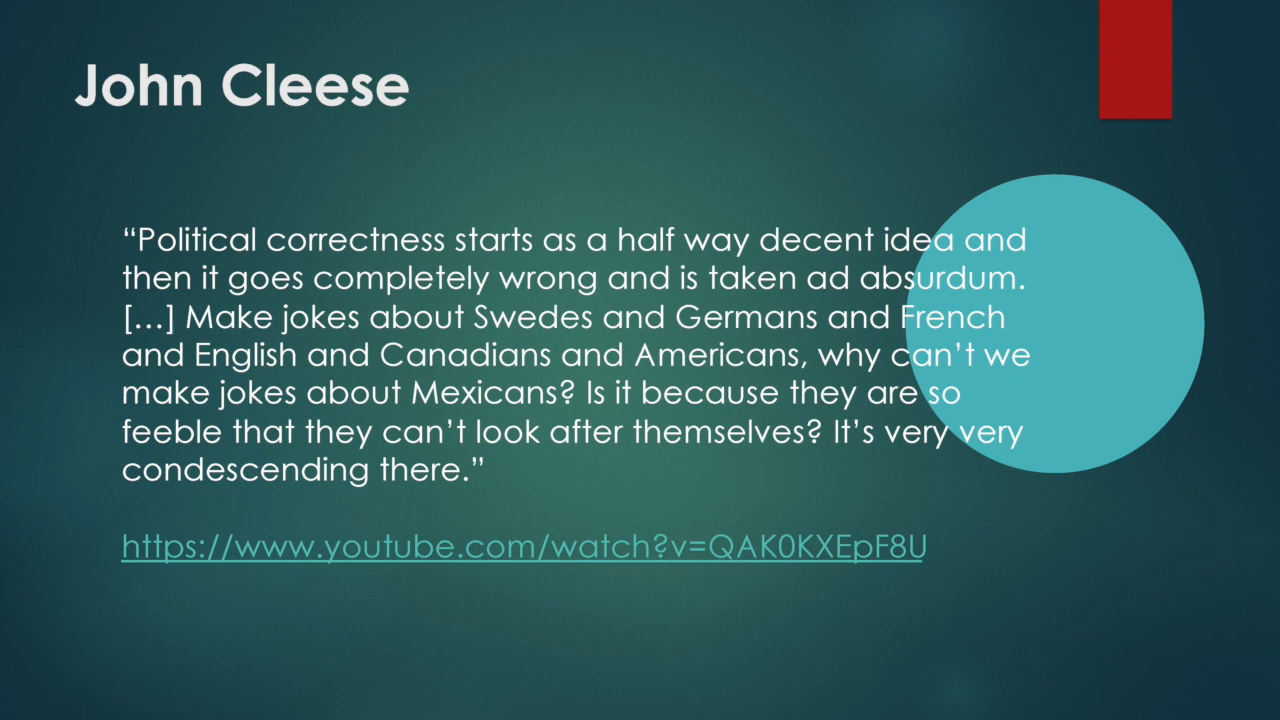 John Cleese
“Political correctness starts as a half way decent idea and
then it goes completely wrong and is taken ad absurdum.
[…] Make jokes about Swedes and Germans and French
and English and Canadians and Americans, why can’t we
make jokes about Mexicans? Is it because they are so
feeble that they can’t look after themselves? It’s very very
condescending there.”
https://www.youtube.com/watch?v=QAK0KXEpF8U